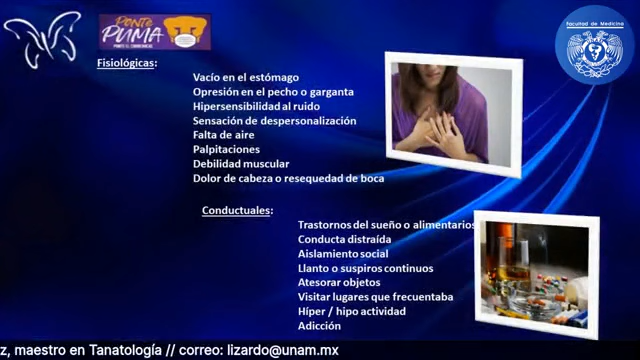 PONTE
PUMA
PONTE EL CUBREBOCAS
Facultad de Medicina
Fisiológicas:
Vacío en el estómago
Opresión en el pecho o garganta
Hipersensibilidad al ruido
Sensación de despersonalización
Falta de aire
Palpitaciones
Debilidad muscular
Dolor de cabeza o resequedad de boca
Conductuales:
Trastornos del sueño o alimentarios
Conducta distraída
Aislamiento social
Llanto o suspiros continuos
Atesorar objetos
Visitar lugares que frecuentaba
Híper / hipo actividad
Adicción
z, maestro en Tanatología // correo: lizardo@unam.mx